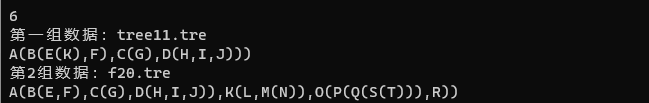 6
第一组数据: tree11.tre
A(B(E(K),F),C(G),D(H,I,J)))
第2组数据: f20.tre
A(B(E,F),C(G),D(H,I,J)),K(L,M(N)),O(P(Q(S(T))),R))